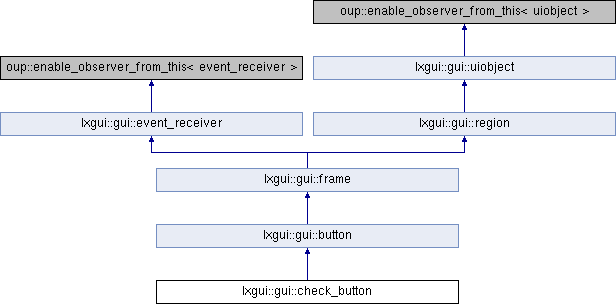 oup::enable_observer_from_this< uiobject >
oup::enable_observer_from_this< event_receiver >
lxgui::gui::uiobject
lxgui::gui::event_receiver
lxgui::gui::region
lxgui::gui::frame
lxgui::gui::button
lxgui::gui::check_button